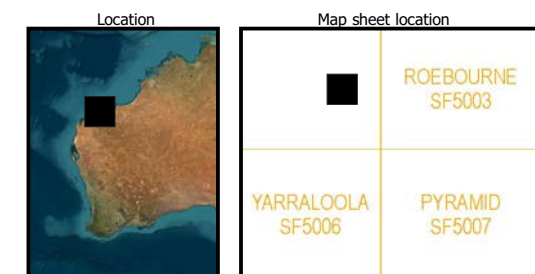 Location
Map sheet location
ROEBOURNE
SF5003
YARRALOOLA
SF5006
PYRAMID
SF5007